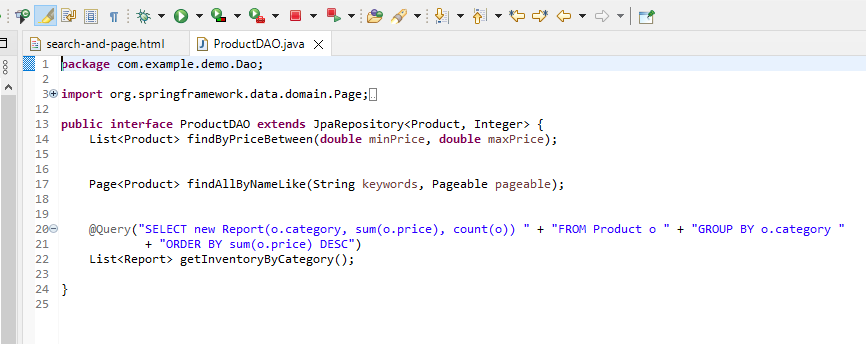 search-and-page.html
ProductDAO.java
1 package com.example.demo.Dao;
2
3 import org.springframework.data.domain.Page;
12
13 public interface ProductDAO extends JpaRepository<Product, Integer> {
14 List<Product> findByPriceBetween(double minPrice, double maxPrice);
15
16
17 Page<Product> findAllByNameLike(String keywords, Pageable pageable);
18
19
20 @Query("SELECT new Report(o.category, sum(o.price), count(o)) " + "FROM Product o " + "GROUP BY o.category "
21 + "ORDER BY sum(o.price) DESC")
22 List<Report> getInventoryByCategory();
23
24 }
25